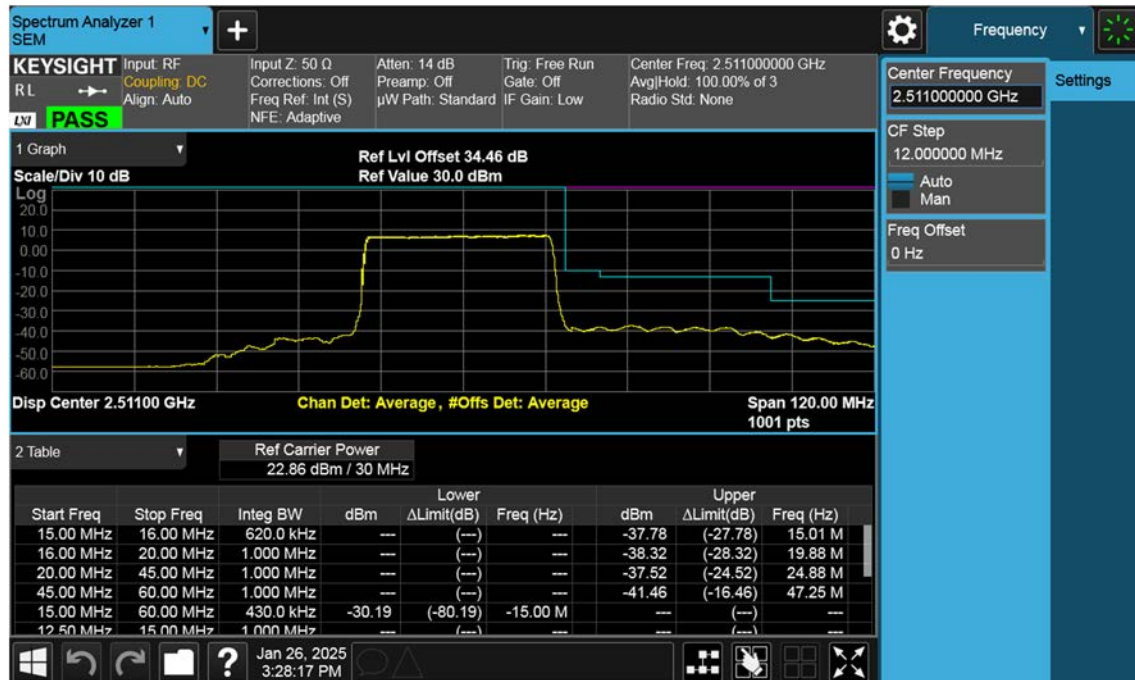 Spectrum Analyzer 1
SEM
Frequency
KEYSIGHT
RL
LXI
PASS
Input: RF
Coupling: DC
Align: Auto
Input Z: 50 Ω
Corrections: Off
Freq Ref: Int (S)
NFE: Adaptive
Atten: 14 dB
Preamp: Off
µW Path: Standard
Trig: Free Run
Gate: Off
IF Gain: Low
Center Freq: 2.511000000 GHz
Avg|Hold: 100.00% of 3
Radio Std: None
Center Frequency
2.511000000 GHz
Settings
CF Step
12.000000 MHz
Auto
Man
Freq Offset
0 Hz
1 Graph
Scale/Div 10 dB
Ref Lvl Offset 34.46 dB
Ref Value 30.0 dBm
Log
20.0
10.0
0.00
-10.0
-20.0
-30.0
-40.0
-50.0
-60.0
Disp Center 2.51100 GHz
Chan Det: Average, #Offs Det: Average
Span 120.00 MHz
1001 pts
2 Table
Ref Carrier Power
22.86 dBm / 30 MHz
Lower Upper
Start Freq Stop Freq Integ BW dBm ΔLimit(dB) Freq (Hz) dBm ΔLimit(dB) Freq (Hz)
15.00 MHz 16.00 MHz 620.0 kHz --- (---) --- -37.78 (-27.78) 15.01 M
16.00 MHz 20.00 MHz 1.000 MHz --- (---) --- -38.32 (-28.32) 19.88 M
20.00 MHz 45.00 MHz 1.000 MHz --- (---) --- -37.52 (-24.52) 24.88 M
45.00 MHz 60.00 MHz 1.000 MHz --- (---) --- -41.46 (-16.46) 47.25 M
15.00 MHz 60.00 MHz 430.0 kHz -30.19 (-80.19) -15.00 M --- (---) ---
12.50 MHz 15.00 MHz 1.000 MHz --- (---) --- --- (---) ---
?
Jan 26, 2025
3:28:17 PM